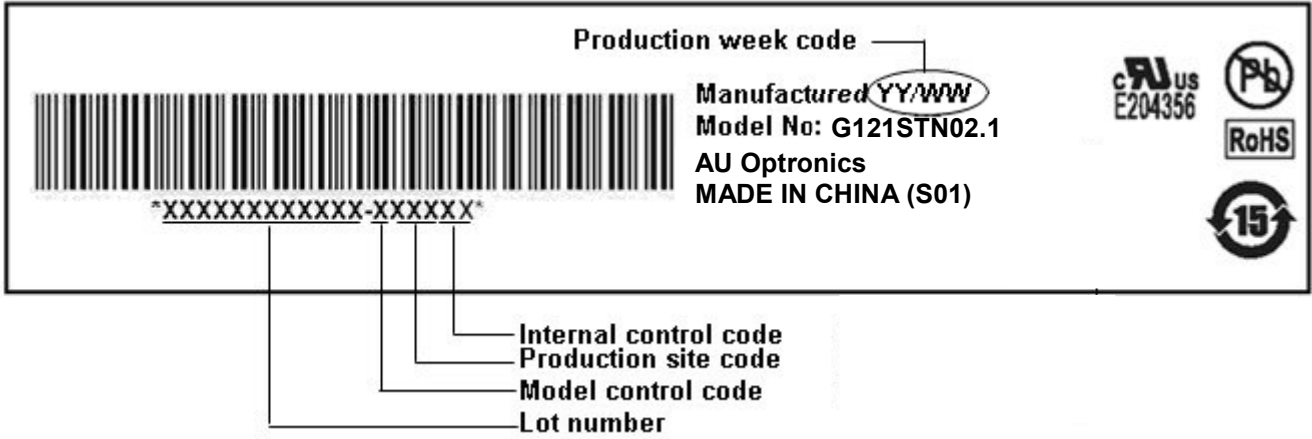 Production week code
Manufactured YY/WW
Model No: G121STN02.1
AU Optronics
MADE IN CHINA (S01)
*XXXXXXXXXXXX-XXXXXX*
c RU us
E204356
Pb
RoHS
15
Internal control code
Production site code
Model control code
Lot number